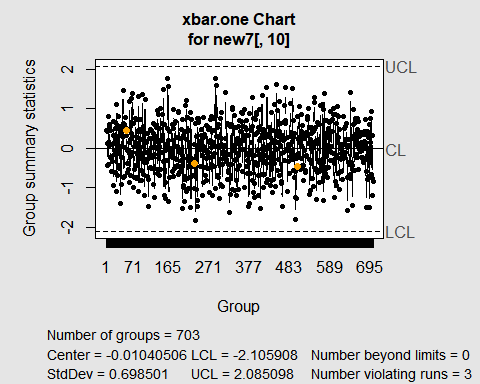 xbar.one Chart
for new7[, 10]
Group summary statistics
2
1
0
-1
-2
UCL
CL
LCL
1 71 165 271 377 483 589 695
Group
Number of groups = 703
Center = -0.01040506 LCL = -2.105908 Number beyond limits = 0
StdDev = 0.698501 UCL = 2.085098 Number violating runs = 3